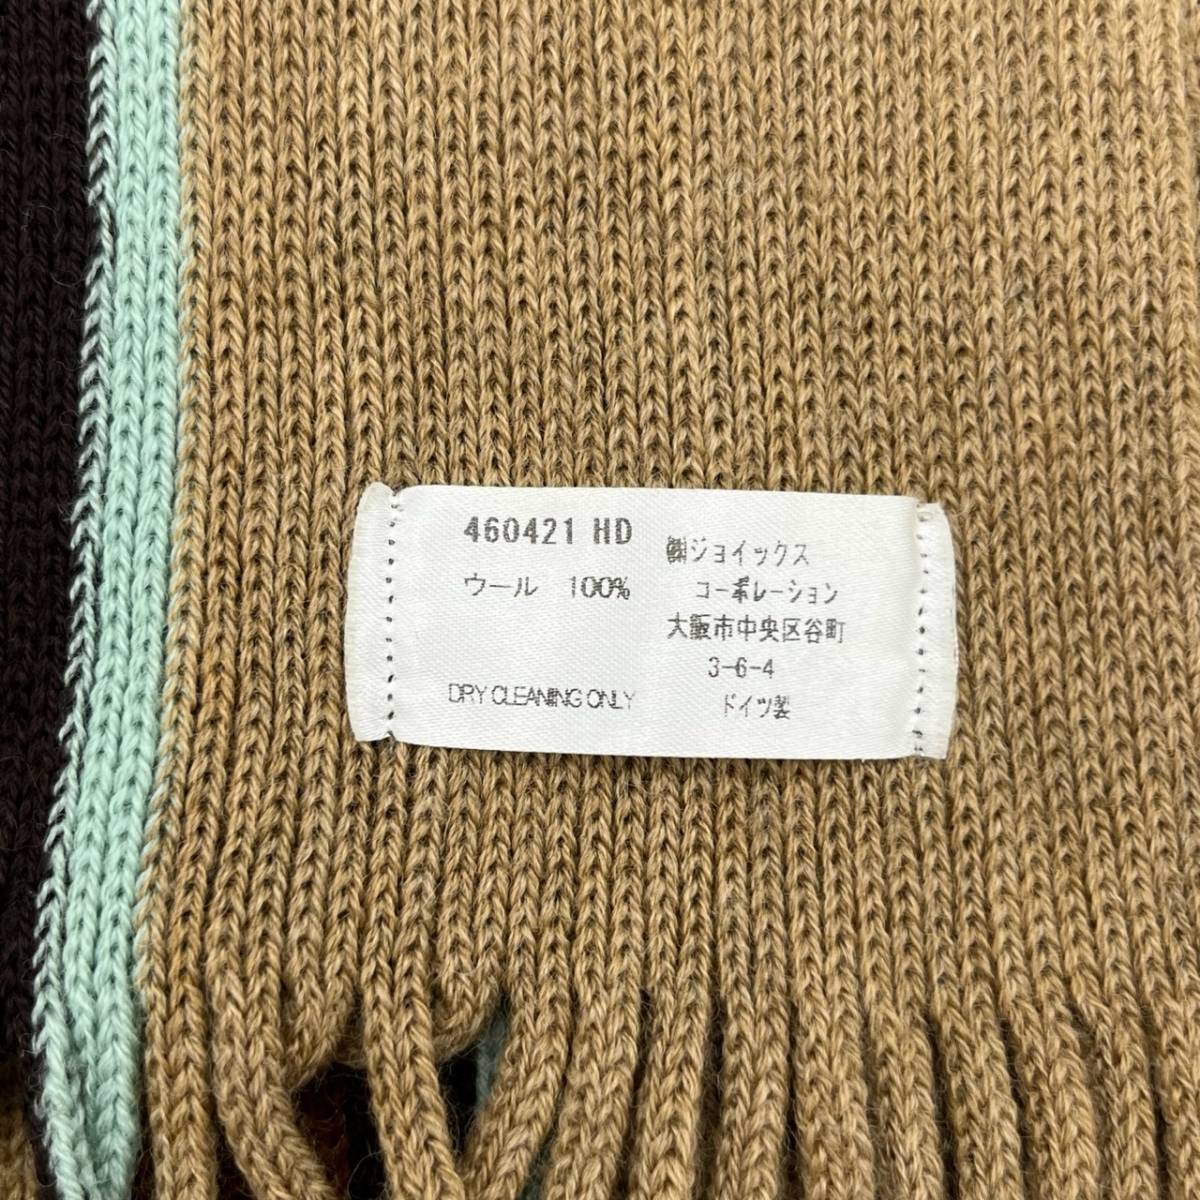 460421 HD
ウール 100%
DRY CLEANING ONLY
㈱ジョイックス
コーポレーション
大阪市中央区谷町
3-6-4
ドイツ製